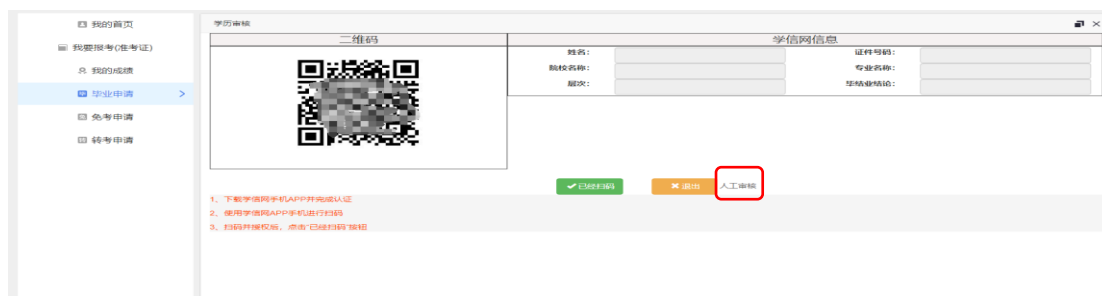 我的首页
我要报考(准考证)
我的成绩
毕业申请 >
免考申请
转考申请
学历审核
二维码
学信网信息
姓名:
证件号码:
院校名称:
专业名称:
层次:
毕结业结论:
已经扫码
退出
人工审核
1、下载学信网手机APP并完成认证
2、使用学信网APP手机进行扫码
3、扫码并授权后，点击"已经扫码"按钮